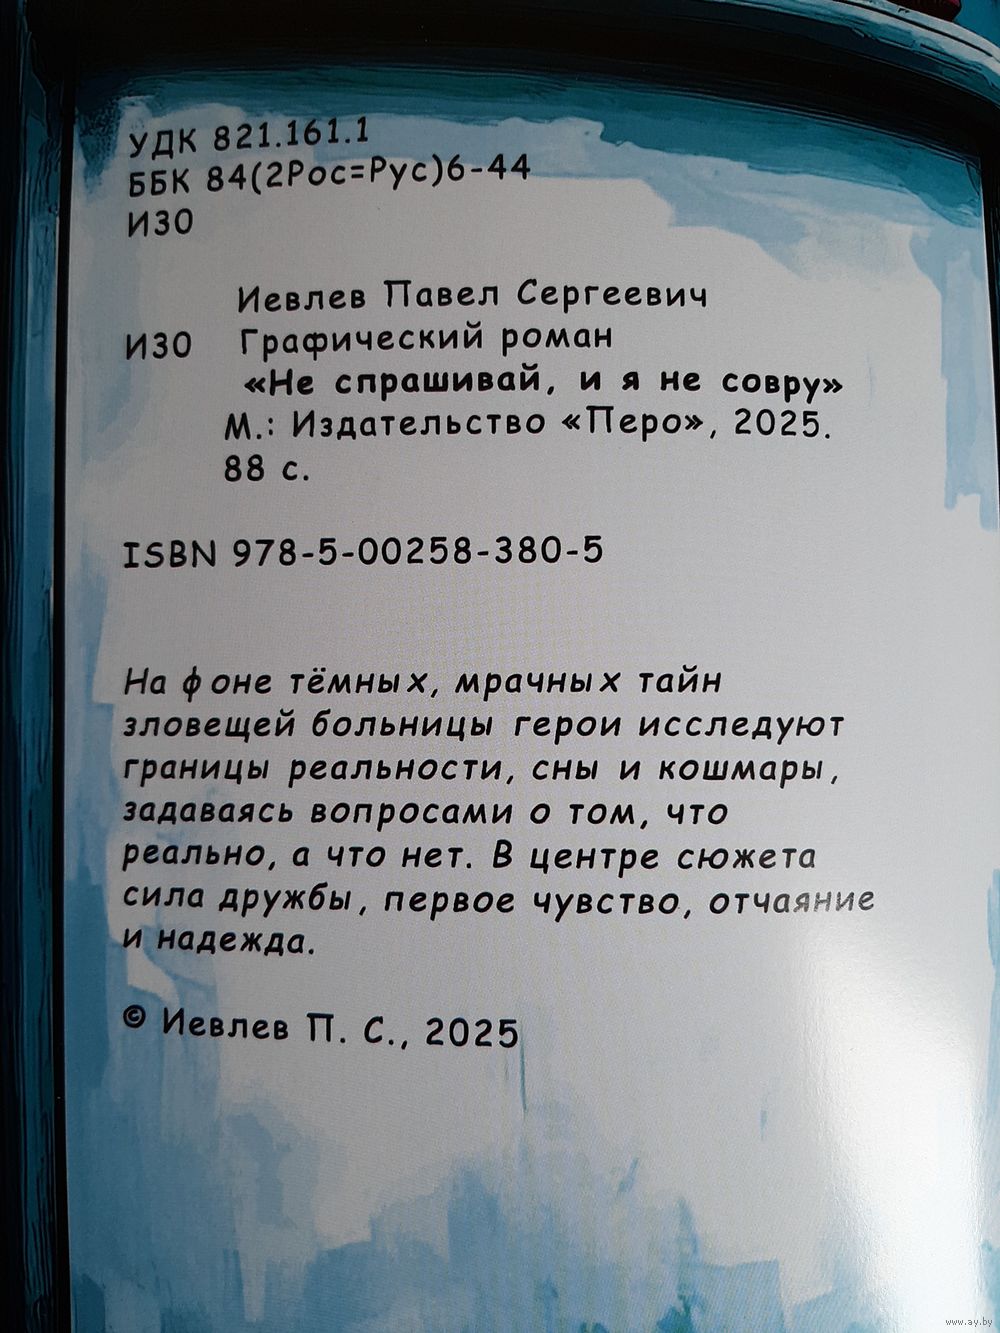 УДК 821.161.1
ББК 84(2Рос=Рус)6-44
И30
Иевлев Павел Сергеевич
И30 Графический роман
«Не спрашивай, и я не совру»
М.: Издательство «Перо», 2025.
88 с.
ISBN 978-5-00258-380-5
На фоне тёмных, мрачных тайн
зловещей больницы герои исследуют
границы реальности, сны и кошмары,
задаваясь вопросами о том, что
реально, а что нет. В центре сюжета
сила дружбы, первое чувство, отчаяние
и надежда.
© Иевлев П. С., 2025
www.ay.by